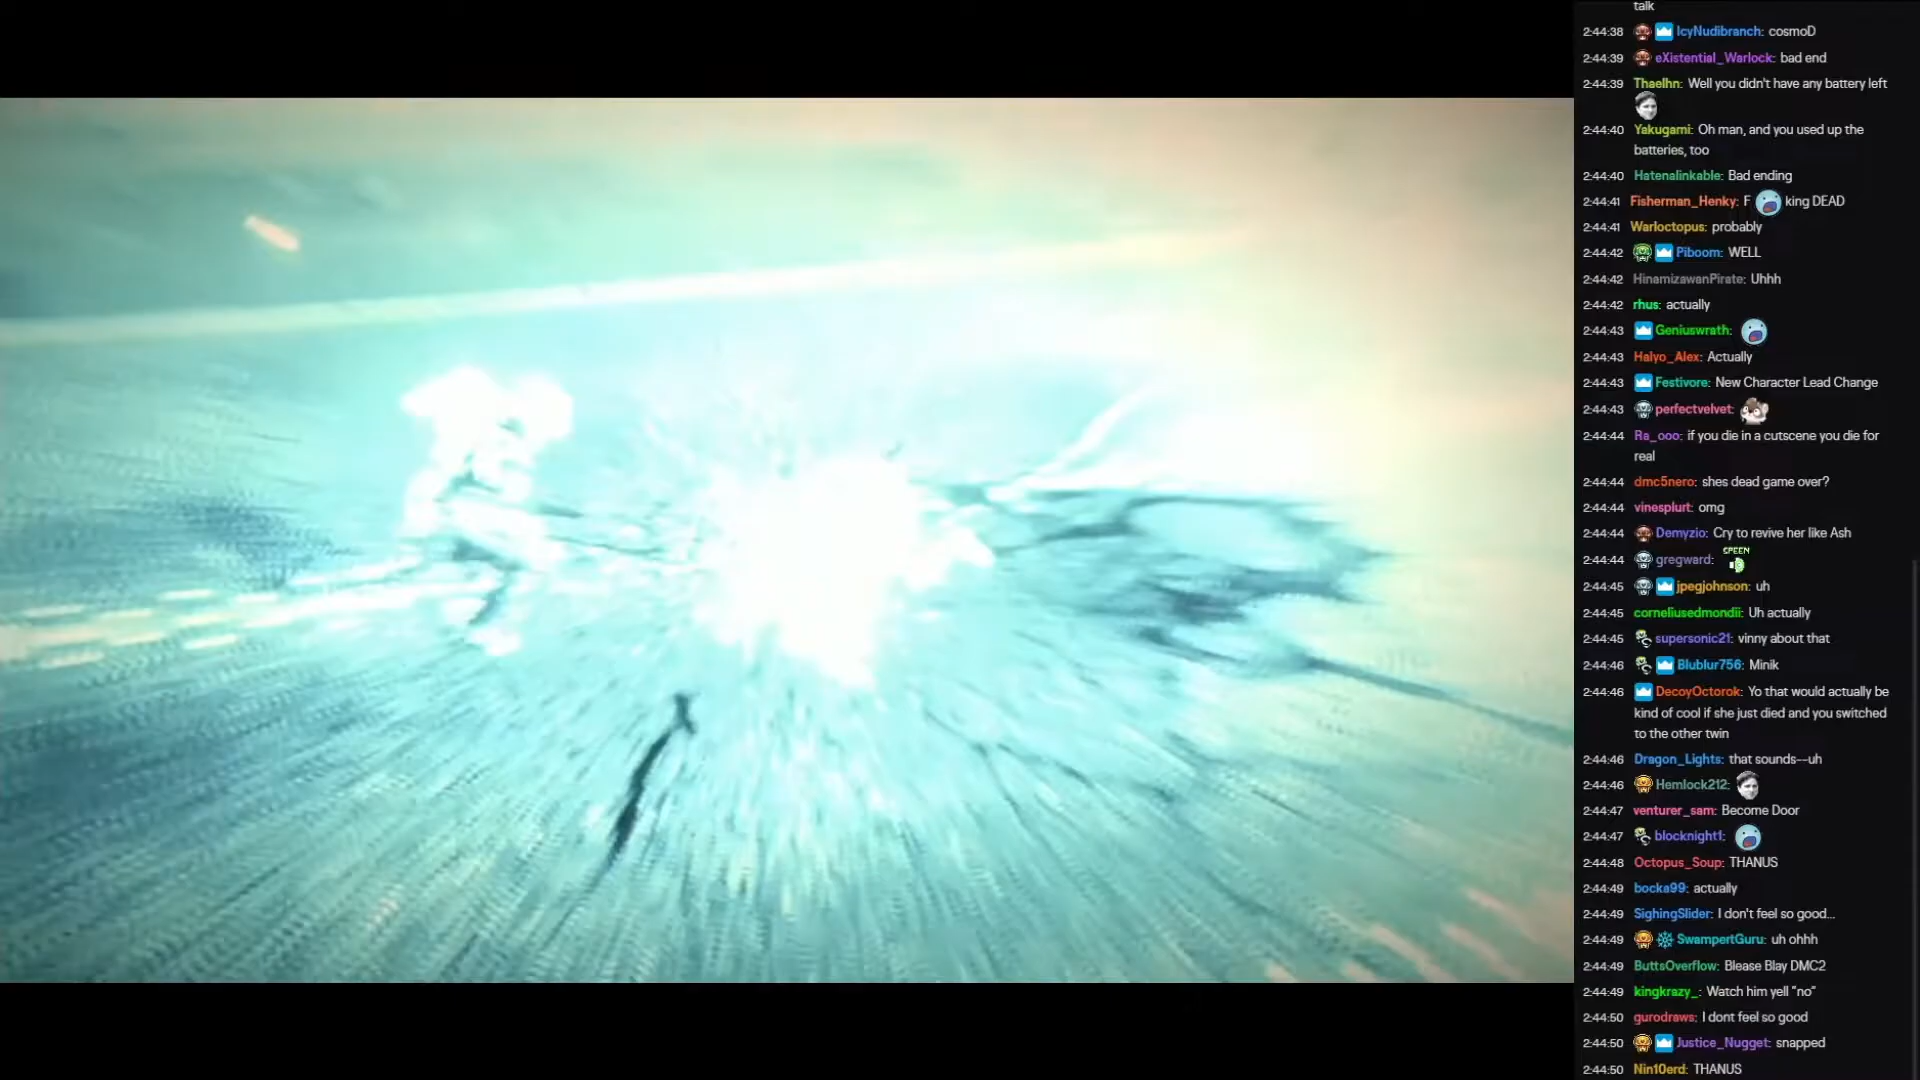 talk
2:44:38 IcyNudibranch: cosmoD
2:44:39 eXistential_Warlock: bad end
2:44:39 Thaelhn: Well you didn't have any battery left
2:44:40 Yakugami: Oh man, and you used up the
batteries, too
2:44:40 Hatenalinkable: Bad ending
2:44:41 Fisherman_Henky: F king DEAD
2:44:41 Warloctopus: probably
2:44:42 Piboom: WELL
2:44:42 HinamizawanPirate: Uhhh
2:44:42 rhus: actually
2:44:43 Geniuswrath:
2:44:43 Halyo_Alex: Actually
2:44:43 Festivore: New Character Lead Change
2:44:43 perfectvelvet:
2:44:44 Ra_ooo: if you die in a cutscene you die for
real
2:44:44 dmc5nero: shes dead game over?
2:44:44 vinesplurt: omg
2:44:44 Demyzio: Cry to revive her like Ash
2:44:44 gregward: SPEEN
2:44:45 jpegjohnson: uh
2:44:45 corneliusedmondii: Uh actually
2:44:45 supersonic21: vinny about that
2:44:46 Blublur756: Minik
2:44:46 DecoyOctorok: Yo that would actually be
kind of cool if she just died and you switched
to the other twin
2:44:46 Dragon_Lights: that sounds--uh
2:44:46 Hemlock212:
2:44:47 venturer_sam: Become Door
2:44:47 blocknight1:
2:44:48 Octopus_Soup: THANUS
2:44:49 bocka99: actually
2:44:49 SighingSlider: I don't feel so good...
2:44:49 SwampertGuru: uh ohhh
2:44:49 ButtsOverflow: Blease Blay DMC2
2:44:49 kingkrazy_: Watch him yell "no"
2:44:50 gurodraws: I dont feel so good
2:44:50 Justice_Nugget: snapped
2:44:50 Nin10erd: THANUS